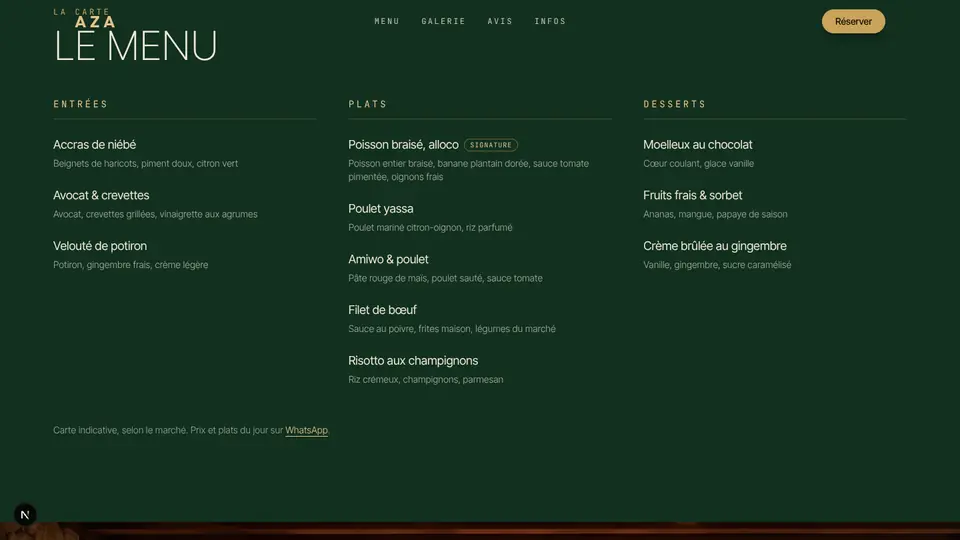 LA CARTE
AZA
MENU GALERIE AVIS INFOS
Réserver
LE MENU
ENTRÉES
Accras de niébé
Beignets de haricots, piment doux, citron vert
Avocat & crevettes
Avocat, crevettes grillées, vinaigrette aux agrumes
Velouté de potiron
Potiron, gingembre frais, crème légère
PLATS
Poisson braisé, alloco SIGNATURE
Poisson entier braisé, banane plantain dorée, sauce tomate
pimentée, oignons frais
Poulet yassa
Poulet mariné citron-oignon, riz parfumé
Amiwo & poulet
Pâte rouge de maïs, poulet sauté, sauce tomate
Filet de bœuf
Sauce au poivre, frites maison, légumes du marché
Risotto aux champignons
Riz crémeux, champignons, parmesan
DESSERTS
Moelleux au chocolat
Cœur coulant, glace vanille
Fruits frais & sorbet
Ananas, mangue, papaye de saison
Crème brûlée au gingembre
Vanille, gingembre, sucre caramélisé
Carte indicative, selon le marché. Prix et plats du jour sur WhatsApp.
N